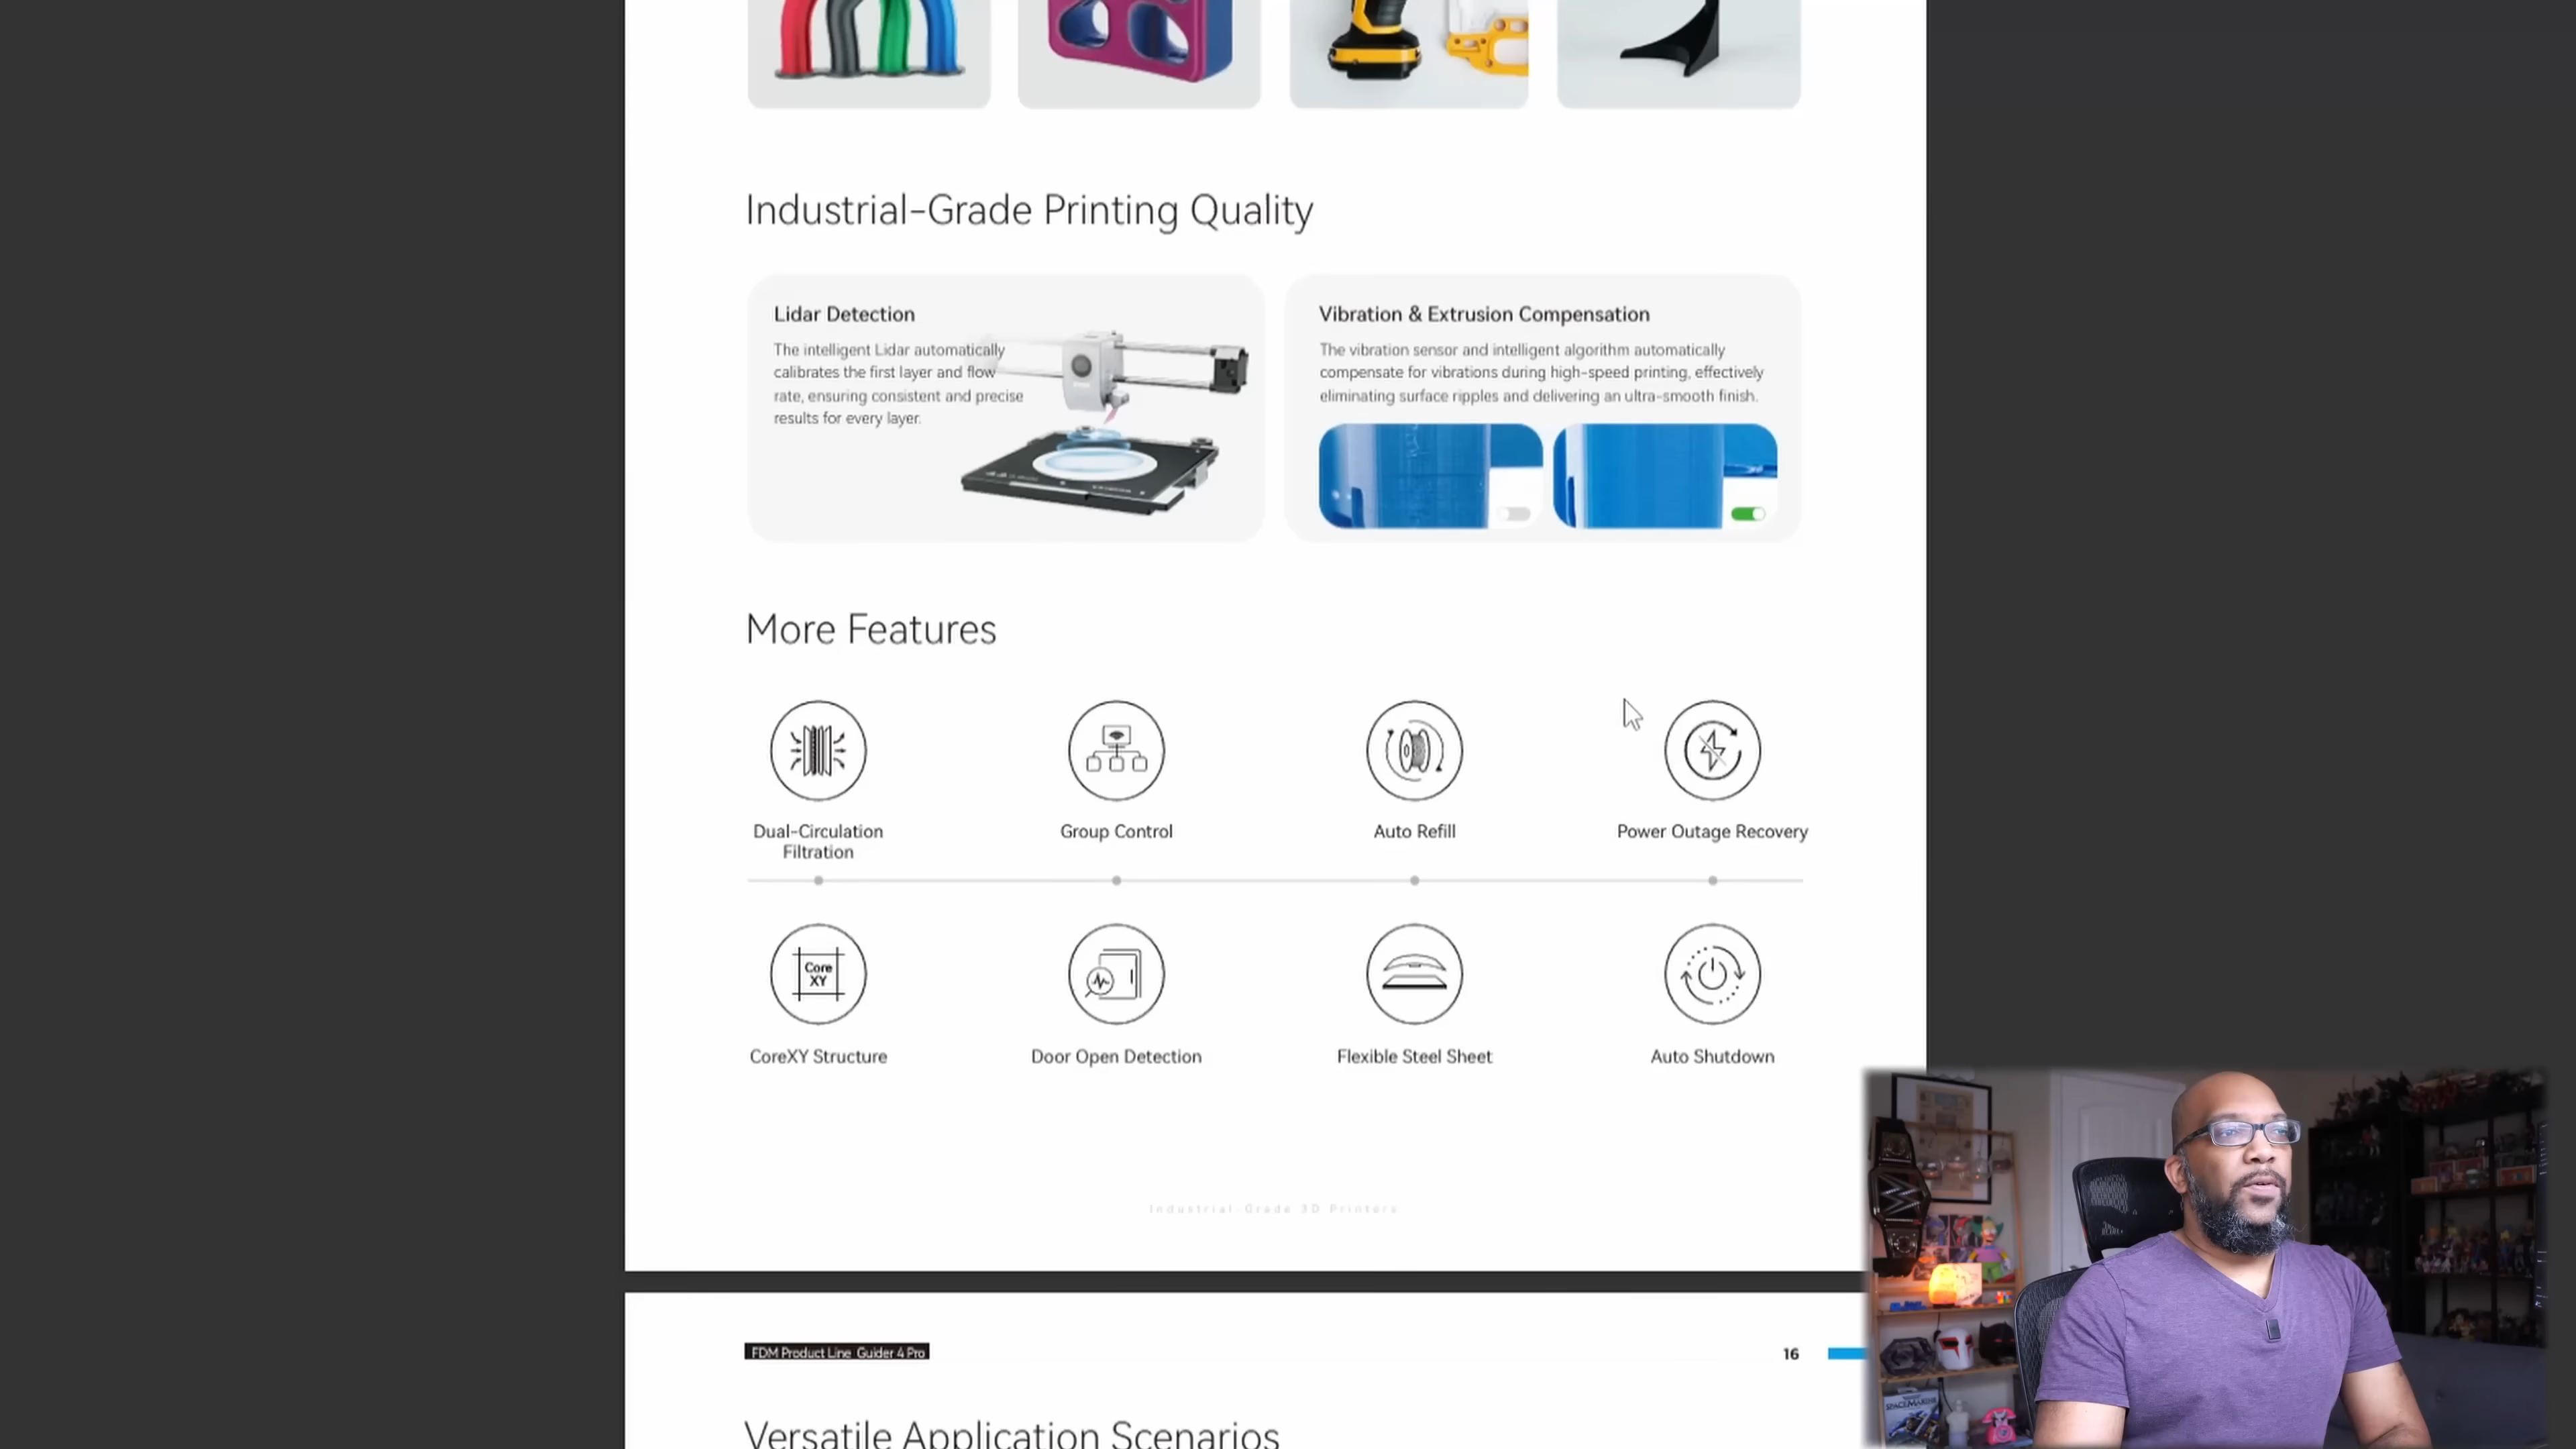 Industrial-Grade Printing Quality
Lidar Detection
The intelligent Lidar automatically
calibrates the first layer and flow
rate, ensuring consistent and precise
results for every layer.
Vibration & Extrusion Compensation
The vibration sensor and intelligent algorithm automatically
compensate for vibrations during high-speed printing, effectively
eliminating surface ripples and delivering an ultra-smooth finish.
More Features
Dual-Circulation
Filtration
Group Control
Auto Refill
Power Outage Recovery
Core
XY
CoreXY Structure
Door Open Detection
Flexible Steel Sheet
Auto Shutdown
Industrial-Grade 3D Printers
FDM Product Line Guider 4 Pro
16
Versatile Application Scenarios